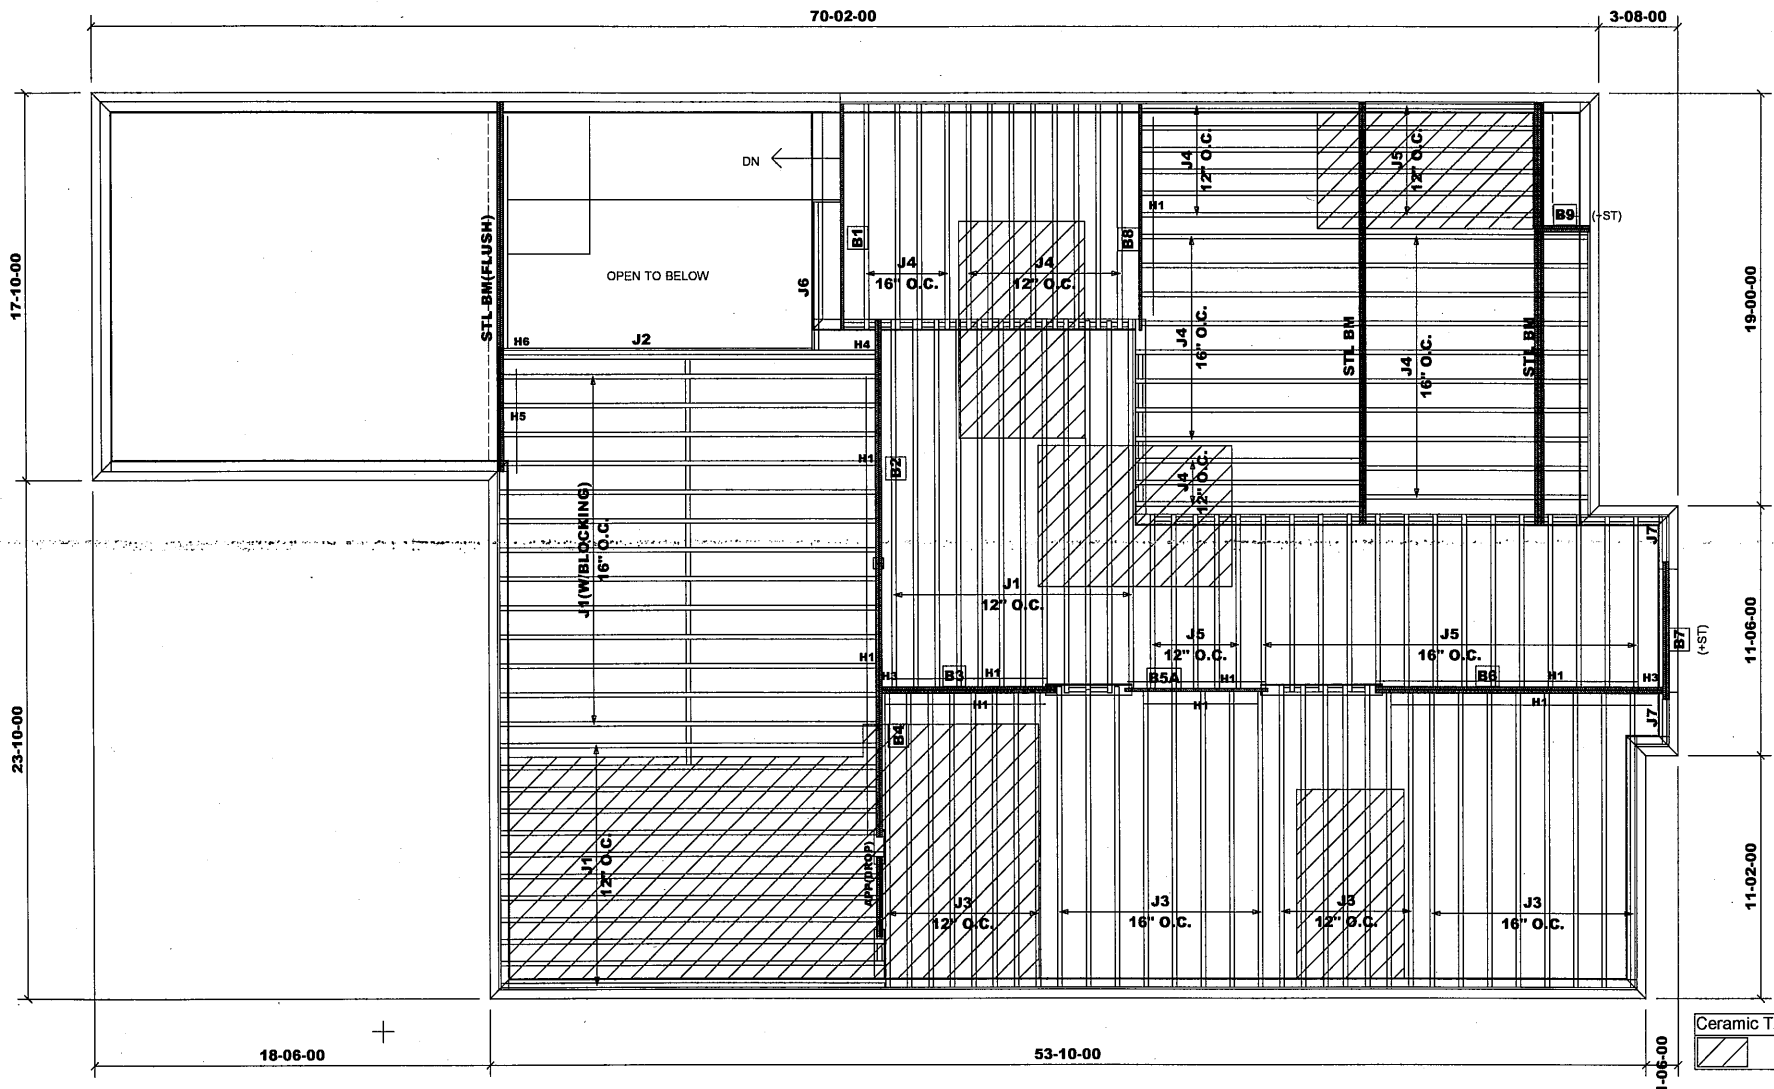 70-02-00
3-08-00
17-10-00
19-00-00
DN
STL BM(FLUSH)
OPEN TO BELOW
B1
J6
J4
16" O.C.
J4
12" O.C.
B8
H1
J4
12" O.C.
J5
12" O.C.
B9
(+ST)
H6
J2
H4
J4
16" O.C.
STL BM
J4
16" O.C.
STL BM
H5
H1
B2
J4
12" O.C.
J1(W/BLOCKING)
16" O.C.
J7
J1
12" O.C.
11-06-00
J5
12" O.C.
J5
16" O.C.
B7
(+ST)
H1
H3
B3
H1
B5A
H1
B6
H1
H3
H1
H1
H1
J7
B4
23-10-00
J1
12" O.C.
APP(DROP)
J3
12" O.C.
J3
16" O.C.
J3
12" O.C.
J3
16" O.C.
11-02-00
Ceramic T
18-06-00
53-10-00
1-06-00